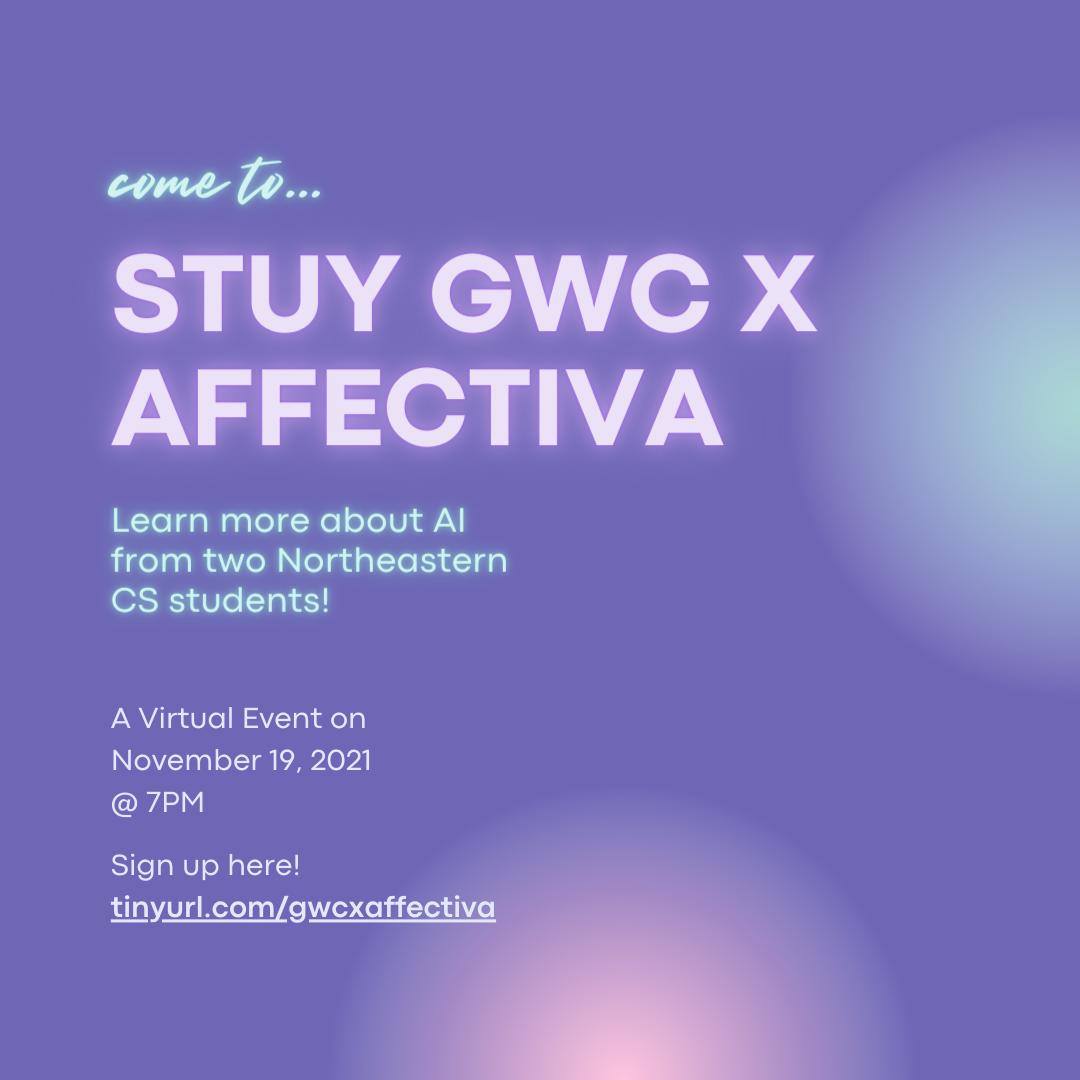 come to...
STUY GWC X
AFFECTIVA
Learn more about AI
from two Northeastern
CS students!
A Virtual Event on
November 19, 2021
@ 7PM
Sign up here!
tinyurl.com/gwcxaffectiva